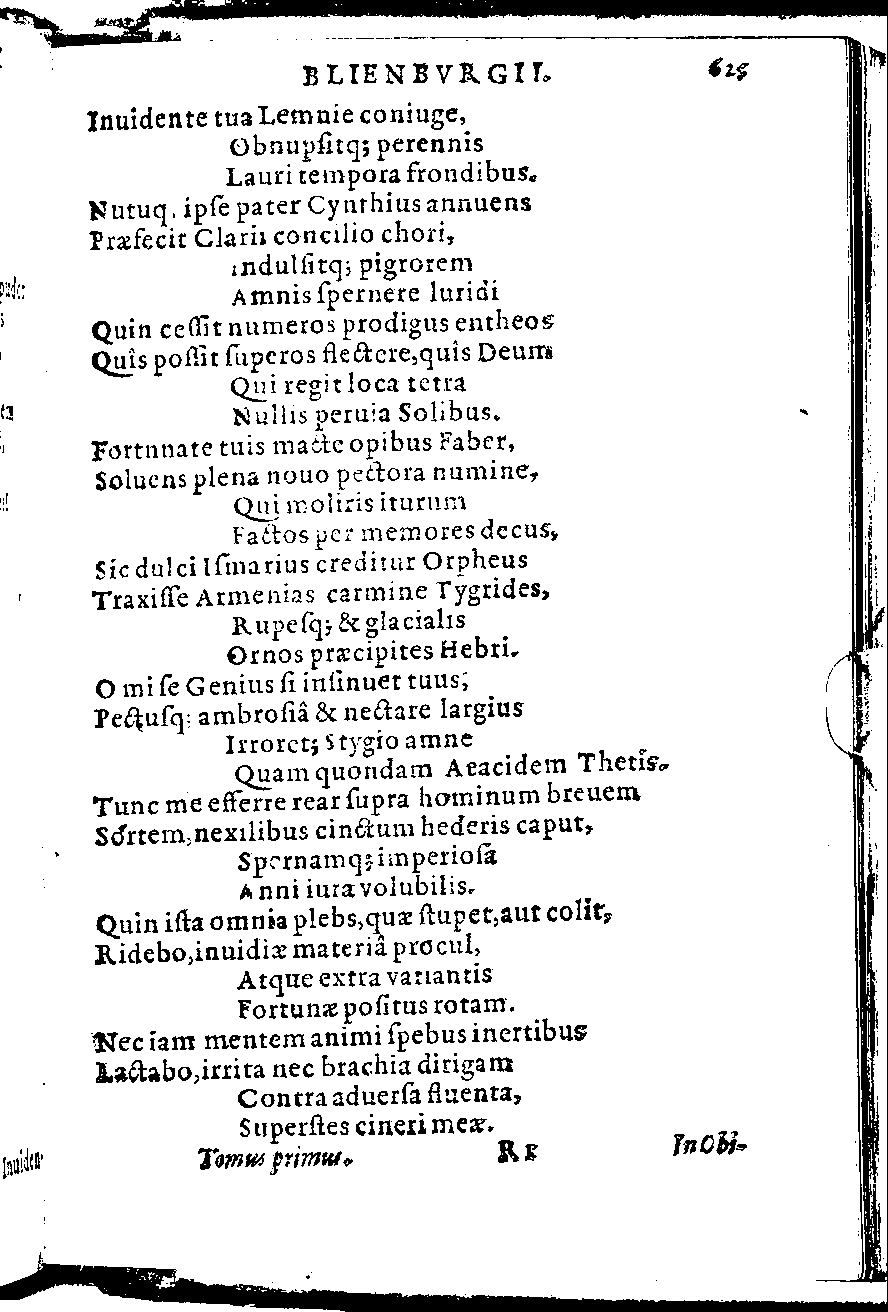 BLIENBVRGII. 625
Inuidente tua Lemnie coniuge,
Obnupſitq; perennis
Lauri tempora frondibus.
Nutuq. ipſe pater Cynthius annuens
Præfecit Clarii concilio chori,
indulſitq; pigrorem
Amnis ſpernere luridi
Quin ceſſit numeros prodigus entheos
Quîs poſſit ſuperos flectere,quîs Deum
Qui regit loca tetra
Nullis peruia Solibus.
Fortnnate tuis macte opibus Faber,
Soluens plena nouo pectora numine,
Qui moliris iturum
Factos per memores decus,
Sic dulci Iſmarius creditur Orpheus
Traxiſſe Armenias carmine Tygrides,
Rupeſq; & glacialis
Ornos præcipites Hebri.
O mi ſe Genius ſi inſinuet tuus;
Pectuſq; ambroſiâ & nectare largius
Irroret; Stygio amne
Quam quondam Aeacidem Thetis.
Tunc me efferre rear ſupra hominum breuem
Sortem,nexilibus cinctum hederis caput,
Spernamq; imperioſa
Anni iura volubilis.
Quin iſta omnia plebs,quæ ſtupet,aut colit,
Ridebo,inuidiæ materiâ procul,
Atque extra variantis
Fortunæ poſitus rotam.
Nec iam mentem animi ſpebus inertibus
Lactabo,irrita nec brachia dirigam
Contra aduerſa fluenta,
Superſtes cineri meæ.
Tomus primus. R r In Obi-
Inuiden-